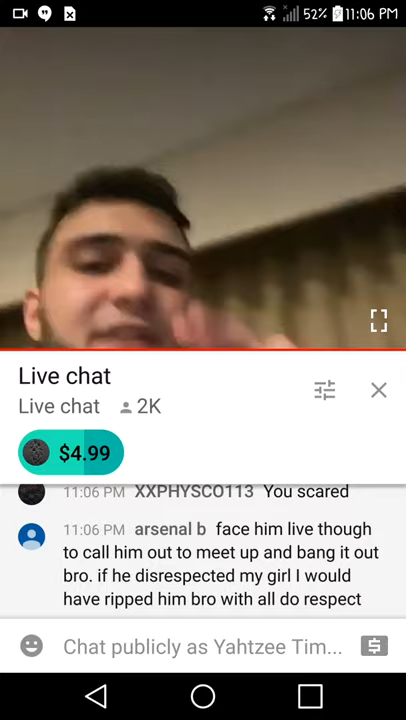 52% 11:06 PM
Live chat
Live chat 2K
$4.99
11:06 PM XXPHYSCO113 You scared
11:06 PM arsenal b face him live though
to call him out to meet up and bang it out
bro. if he disrespected my girl I would
have ripped him bro with all do respect
Chat publicly as Yahtzee Tim...